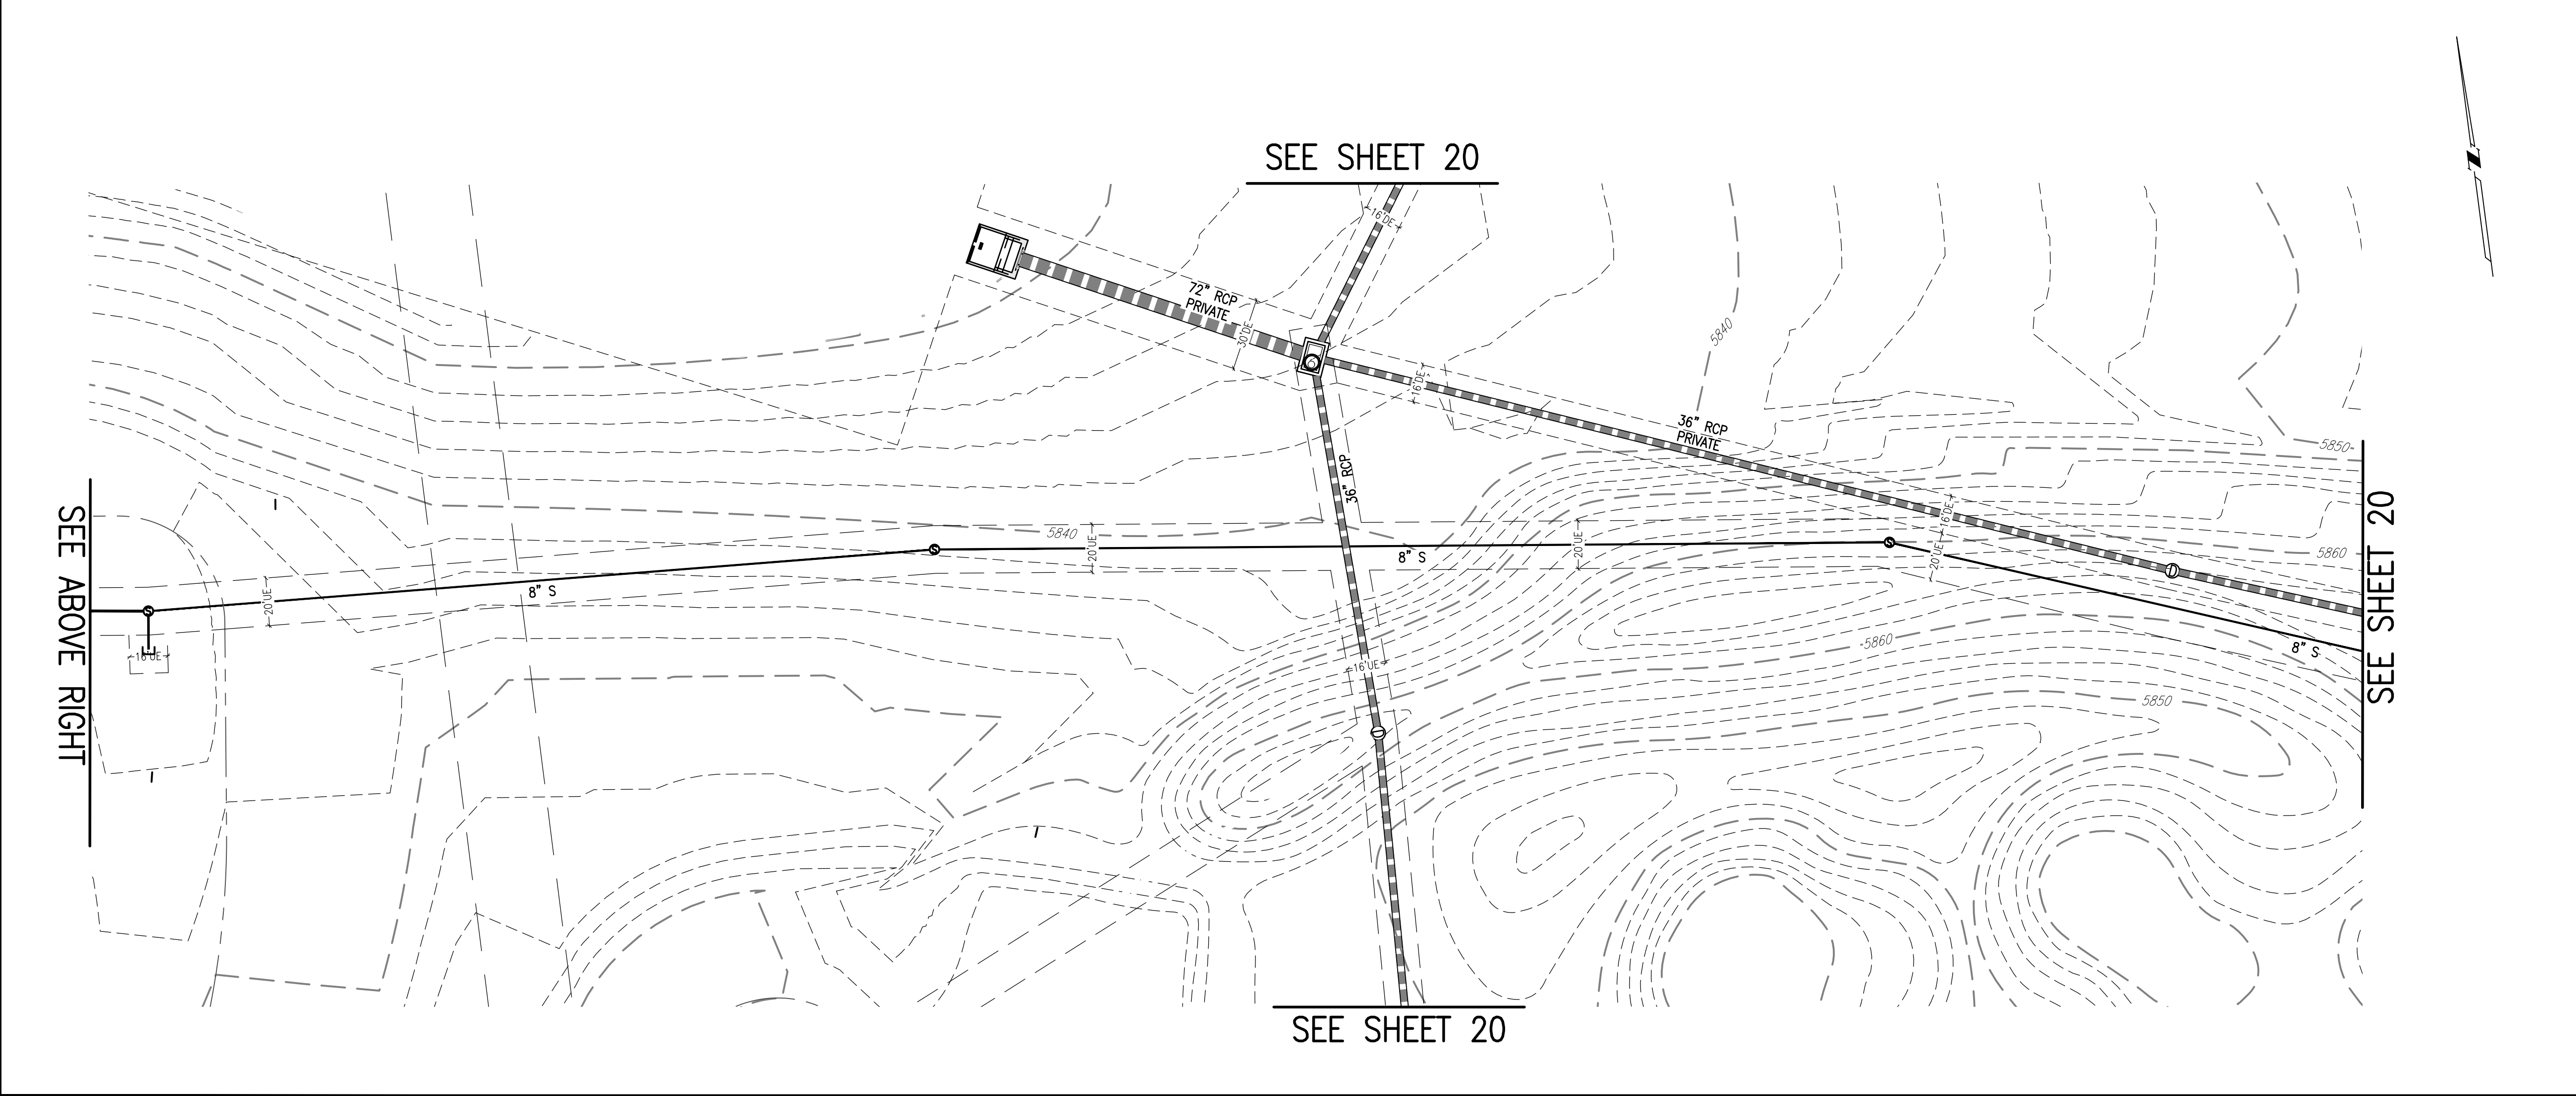 SEE SHEET 20
16'DE
72" RCP
PRIVATE
30'DE
5840
16'DE
36" RCP
PRIVATE
5850
36" RCP
16'DE
SEE ABOVE RIGHT
5840
20'UE
20'UE
20'UE
5860
SEE SHEET 20
8" S
8" S
20'UE
16'UE
16'UE
5860
8" S
5850
SEE SHEET 20